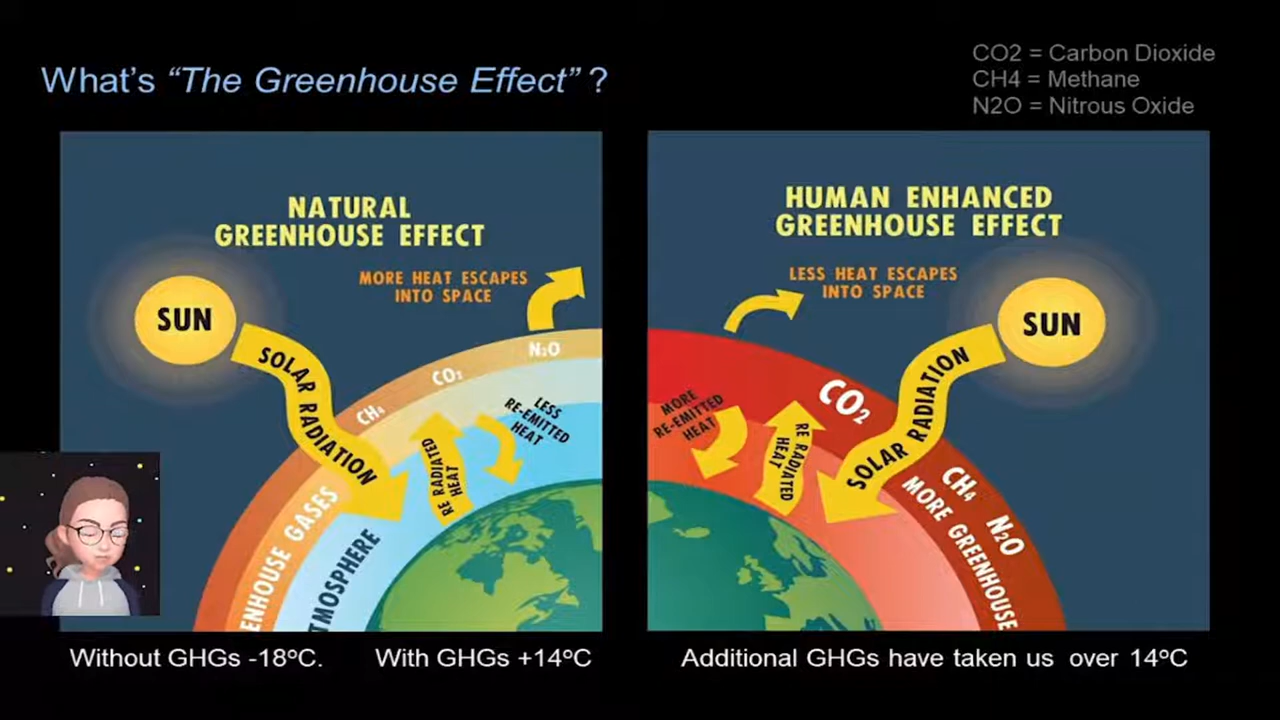 What's "The Greenhouse Effect" ?
CO2 = Carbon Dioxide
CH4 = Methane
N2O = Nitrous Oxide
NATURAL
GREENHOUSE EFFECT
MORE HEAT ESCAPES
INTO SPACE
SUN
SOLAR RADIATION
N₂O
CO₂
CH₄
LESS
RE-EMITTED
HEAT
RE RADIATED
HEAT
ENHOUSE GASES
TMOSPHERE
HUMAN ENHANCED
GREENHOUSE EFFECT
LESS HEAT ESCAPES
INTO SPACE
SUN
SOLAR RADIATION
MORE
RE-EMITTED
HEAT
RE RADIATED
HEAT
CO₂
CH₄
N₂O
MORE GREENHOUSE
Without GHGs -18ºC.
With GHGs +14ºC
Additional GHGs have taken us over 14ºC